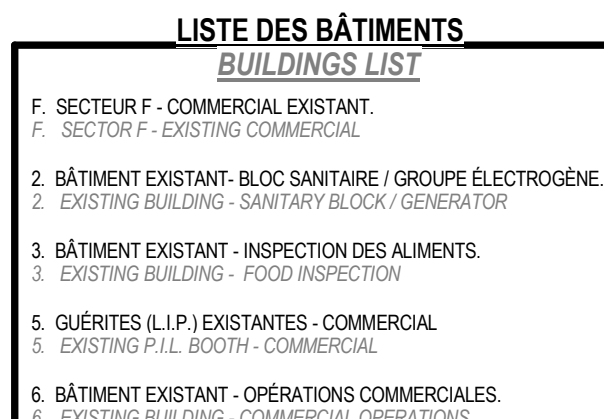 LISTE DES BÂTIMENTS
BUILDINGS LIST
F. SECTEUR F - COMMERCIAL EXISTANT.
F. SECTOR F - EXISTING COMMERCIAL
2. BÂTIMENT EXISTANT- BLOC SANITAIRE / GROUPE ÉLECTROGÈNE.
2. EXISTING BUILDING - SANITARY BLOCK / GENERATOR
3. BÂTIMENT EXISTANT - INSPECTION DES ALIMENTS.
3. EXISTING BUILDING - FOOD INSPECTION
5. GUÉRITES (L.I.P.) EXISTANTES - COMMERCIAL
5. EXISTING P.I.L. BOOTH - COMMERCIAL
6. BÂTIMENT EXISTANT - OPÉRATIONS COMMERCIALES.
6. EXISTING BUILDING - COMMERCIAL OPERATIONS